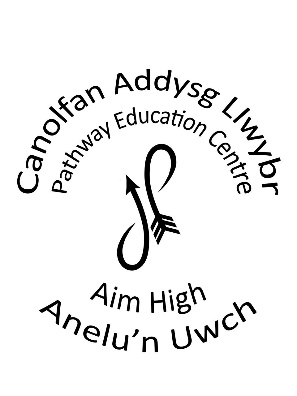 Canolfan Addysg Llwybr
Pathway Education Centre
Aim High
Anelu'n Uwch